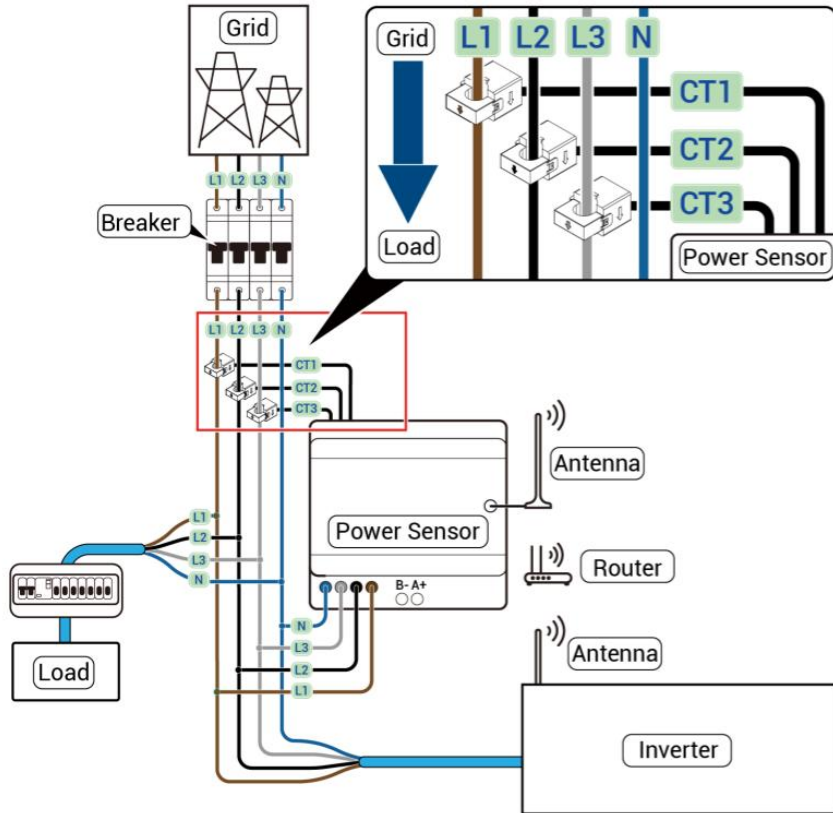 Grid
L1 L2 L3 N
Breaker
L1 L2 L3 N
CT1
CT2
CT3
Grid
L1 L2 L3 N
CT1
CT2
CT3
Load
Power Sensor
Antenna
Power Sensor
Router
B- A+
L1
L2
L3
N
Load
N
L3
L2
L1
Antenna
Inverter